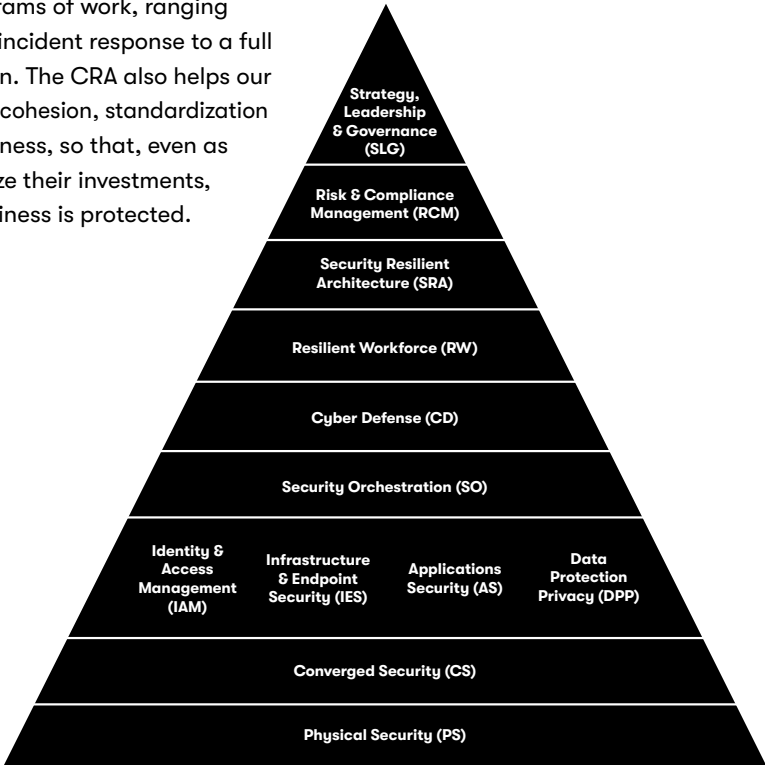 rams of work, ranging
incident response to a full
n. The CRA also helps our
cohesion, standardization
ness, so that, even as
ze their investments,
iness is protected.
Strategy,
Leadership
& Governance
(SLG)
Risk & Compliance
Management (RCM)
Security Resilient
Architecture (SRA)
Resilient Workforce (RW)
Cyber Defense (CD)
Security Orchestration (SO)
Identity &
Access
Management
(IAM)
Infrastructure
& Endpoint
Security (IES)
Applications
Security (AS)
Data
Protection
Privacy (DPP)
Converged Security (CS)
Physical Security (PS)